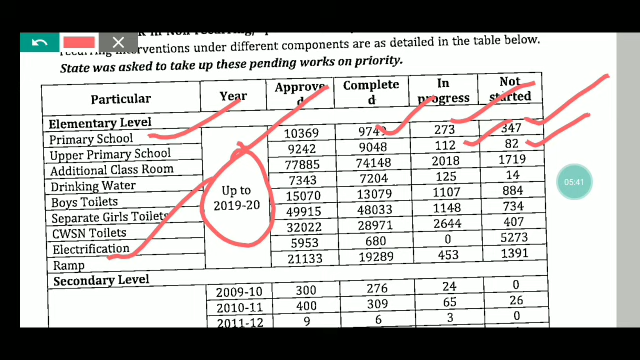 in Non recurring,
recurring interventions under different components are as detailed in the table below.
State was asked to take up these pending works on priority.
Particular Year Approve d Complete d In progress Not started
Elementary Level
Primary School 10369 273 347
Upper Primary School 9242 9048 112 82
Additional Class Room 77885 74148 2018 1719
Drinking Water 7343 7204 125 14
Boys Toilets Up to 2019-20 15070 13079 1107 884
Separate Girls Toilets 49915 48033 1148 734
CWSN Toilets 32022 28971 2644 407
Electrification 5953 680 0 5273
Ramp 21133 19289 453 1391
Secondary Level
2009-10 300 276 24 0
2010-11 400 309 65 26
2011-12 9 6 3 0
05:41